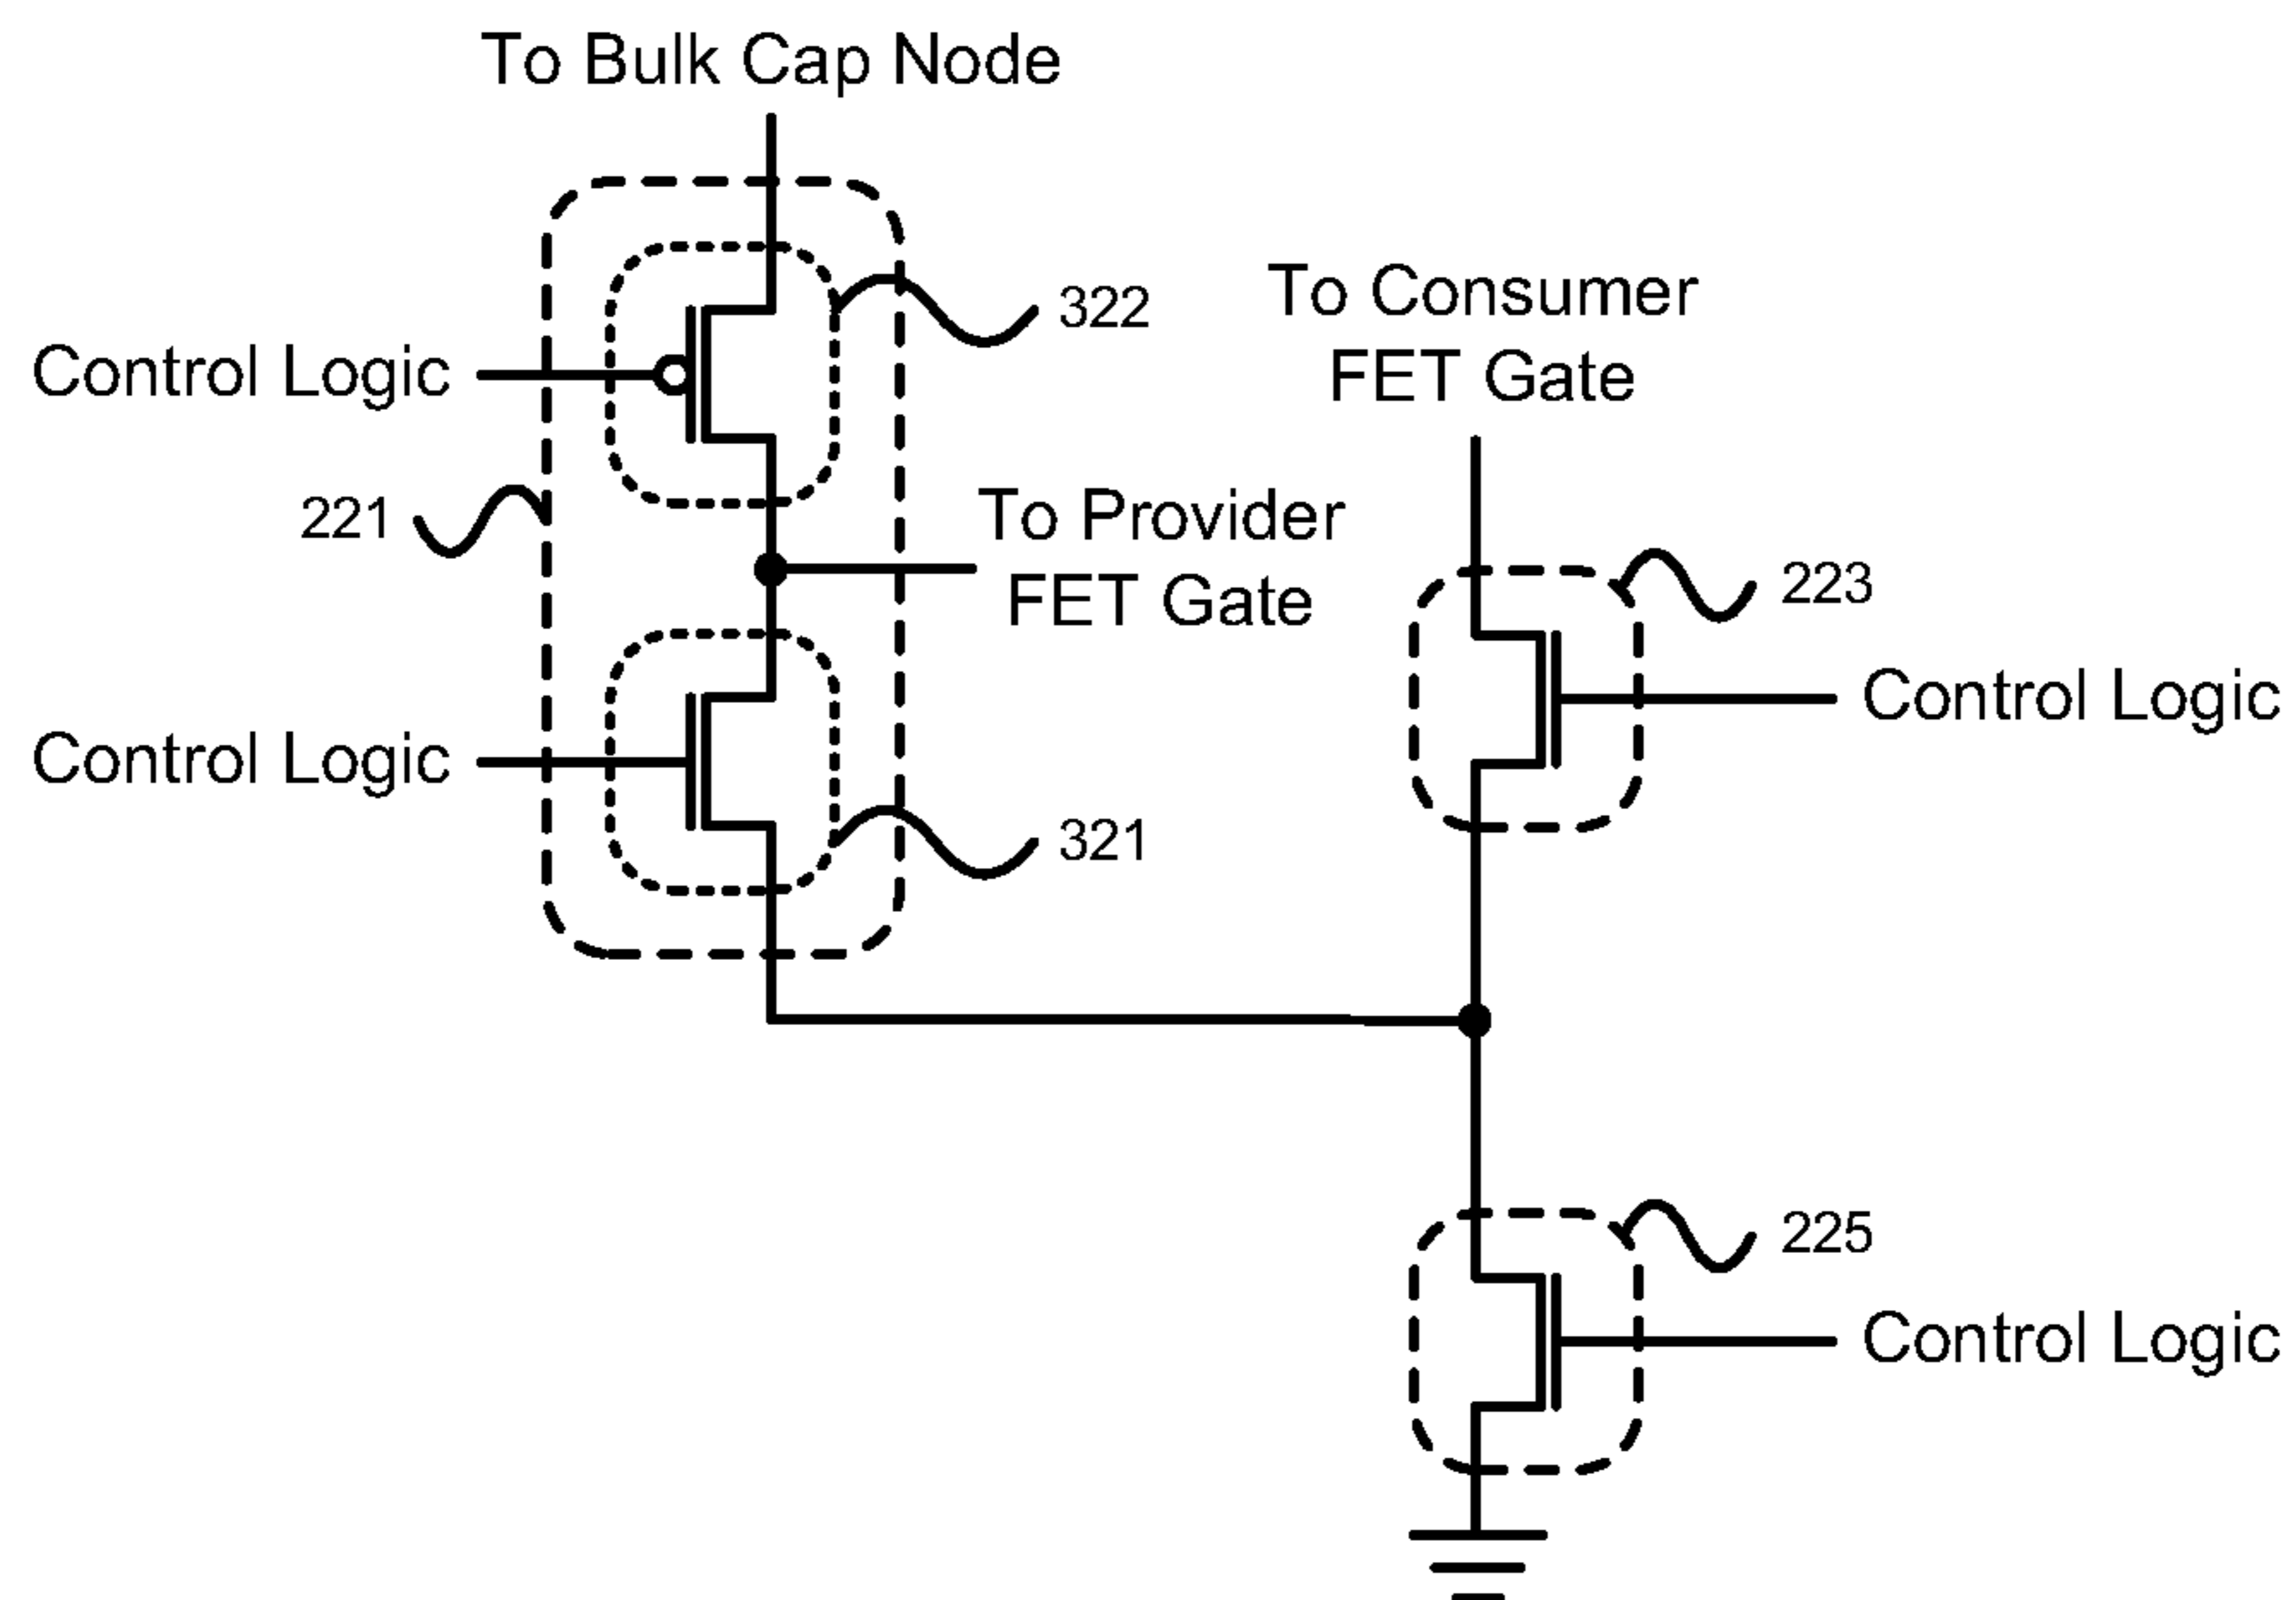 To Bulk Cap Node
To Consumer
FET Gate
322
Control Logic
221
To Provider
FET Gate
223
Control Logic
Control Logic
321
225
Control Logic